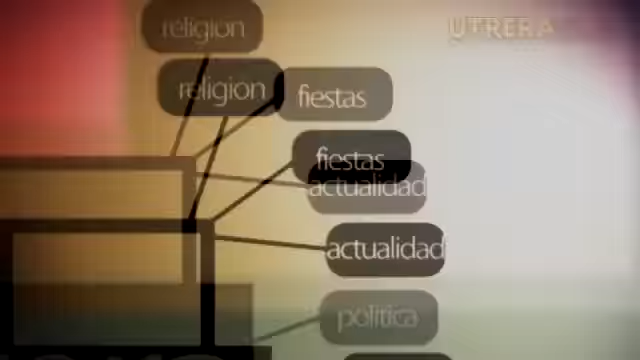 religion
UTRERA
religion
fiestas
fiestas
actualidad
actualidad
politica